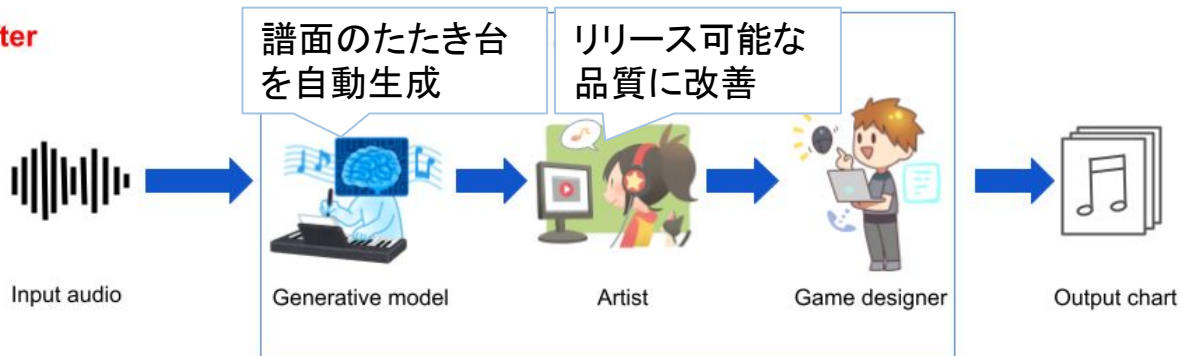 譜面のたたき台
を自動生成
リリース可能な
品質に改善
Input audio
Generative model
Artist
Game designer
Output chart